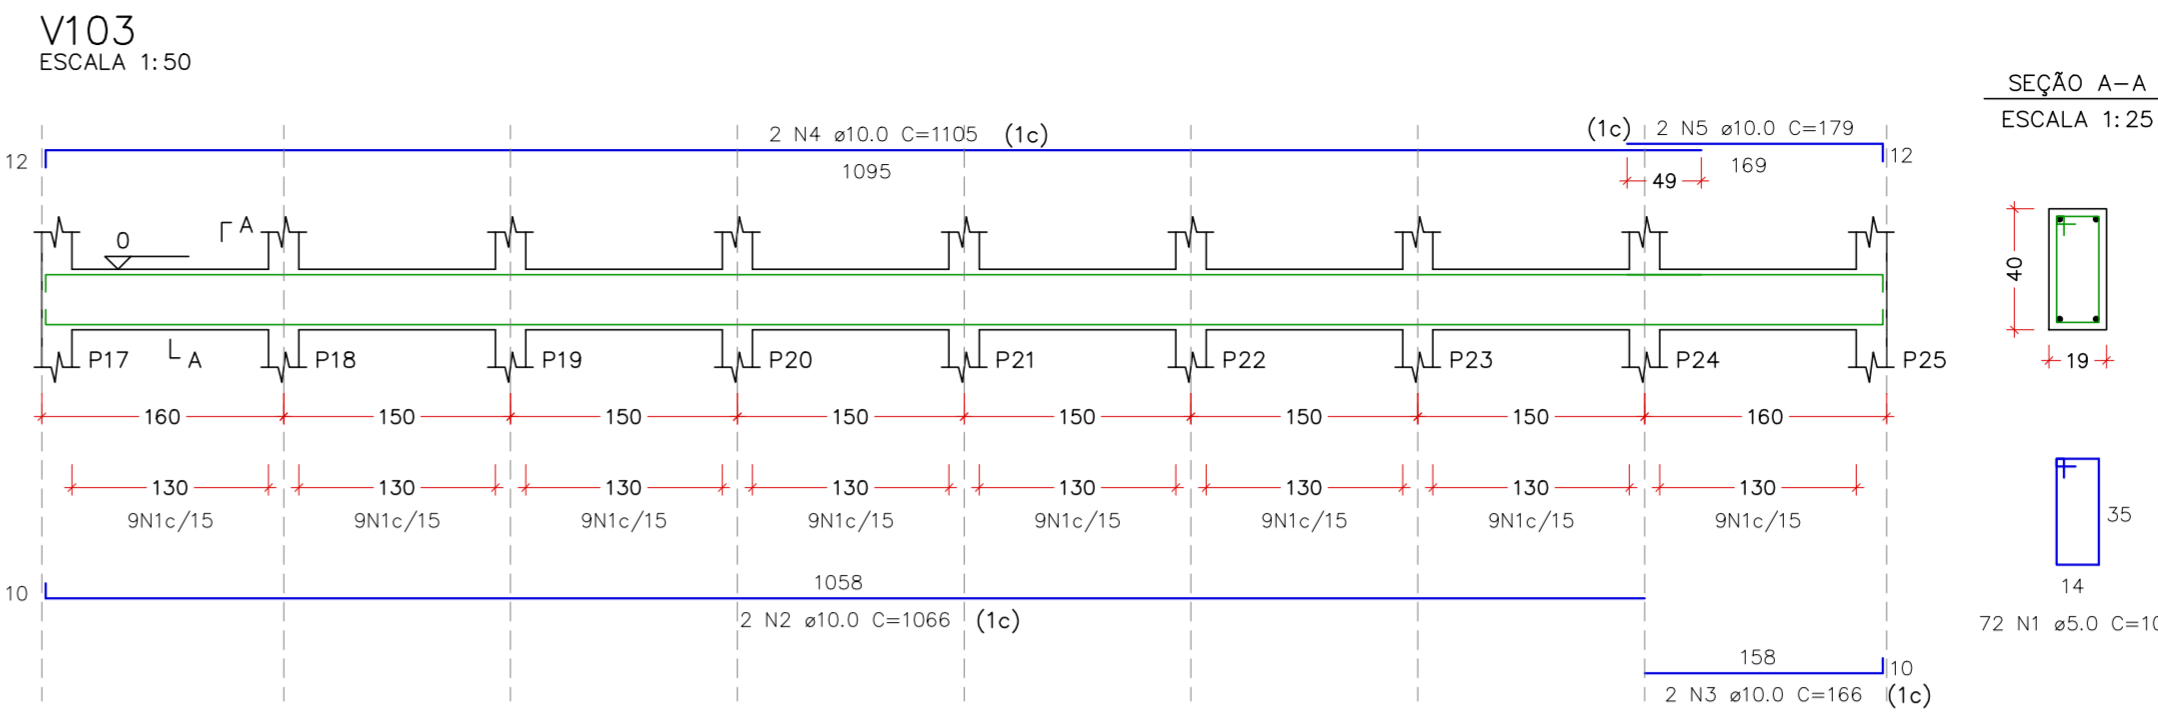 V103
ESCALA 1:50
SEÇÃO A-A
ESCALA 1:25
2 N4 ø10.0 C=1105 (1c)
(1c) 2 N5 ø10.0 C=179
12
1095
169
12
49
A
0
40
A
P17
P18
P19
P20
P21
P22
P23
P24
P25
19
160
150
150
150
150
150
150
160
130
130
130
130
130
130
130
130
9N1c/15
9N1c/15
9N1c/15
9N1c/15
9N1c/15
9N1c/15
9N1c/15
9N1c/15
35
14
10
1058
2 N2 ø10.0 C=1066 (1c)
72 N1 ø5.0 C=10
158
10
2 N3 ø10.0 C=166 (1c)